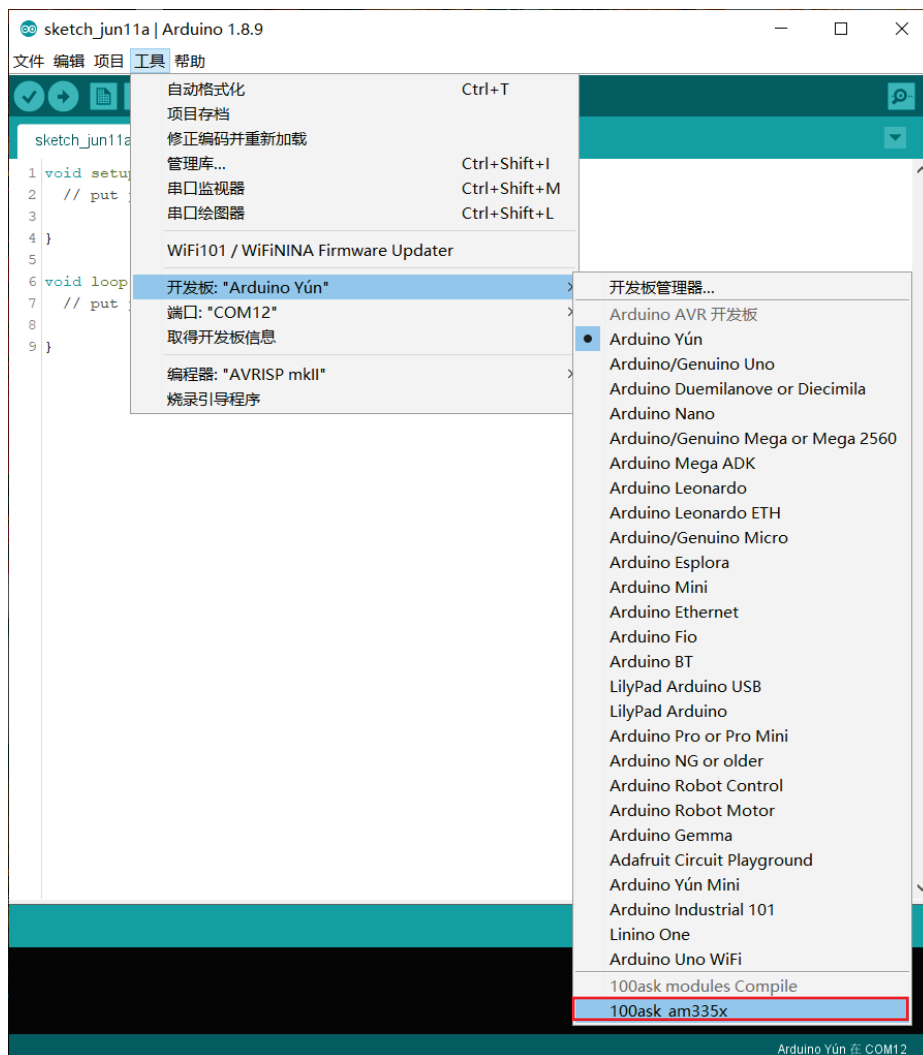 sketch_jun11a | Arduino 1.8.9
文件 编辑 项目 工具 帮助
sketch_jun11a
自动格式化 Ctrl+T
项目存档
修正编码并重新加载
管理库... Ctrl+Shift+I
串口监视器 Ctrl+Shift+M
串口绘图器 Ctrl+Shift+L
WiFi101 / WiFiNINA Firmware Updater
开发板: "Arduino Yún"
端口: "COM12"
取得开发板信息
编程器: "AVRISP mkII"
烧录引导程序
1 void setu
2 // put
3
4 }
5
6 void loop
7 // put
8
9 }
开发板管理器...
Arduino AVR 开发板
Arduino Yún
Arduino/Genuino Uno
Arduino Duemilanove or Diecimila
Arduino Nano
Arduino/Genuino Mega or Mega 2560
Arduino Mega ADK
Arduino Leonardo
Arduino Leonardo ETH
Arduino/Genuino Micro
Arduino Esplora
Arduino Mini
Arduino Ethernet
Arduino Fio
Arduino BT
LilyPad Arduino USB
LilyPad Arduino
Arduino Pro or Pro Mini
Arduino NG or older
Arduino Robot Control
Arduino Robot Motor
Arduino Gemma
Adafruit Circuit Playground
Arduino Yún Mini
Arduino Industrial 101
Linino One
Arduino Uno WiFi
100ask modules Compile
100ask am335x
Arduino Yún 在 COM12